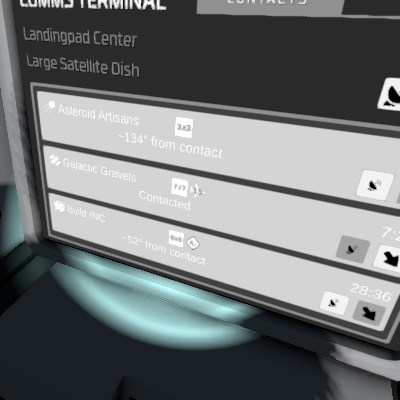 COMMS TERMINAL
CONTACTS
Landingpad Center
Large Satellite Dish
Asteroid Artisans
3x3
~134° from contact
Galactic Gravels
Contacted
Build INC
28:36
~52° from contact